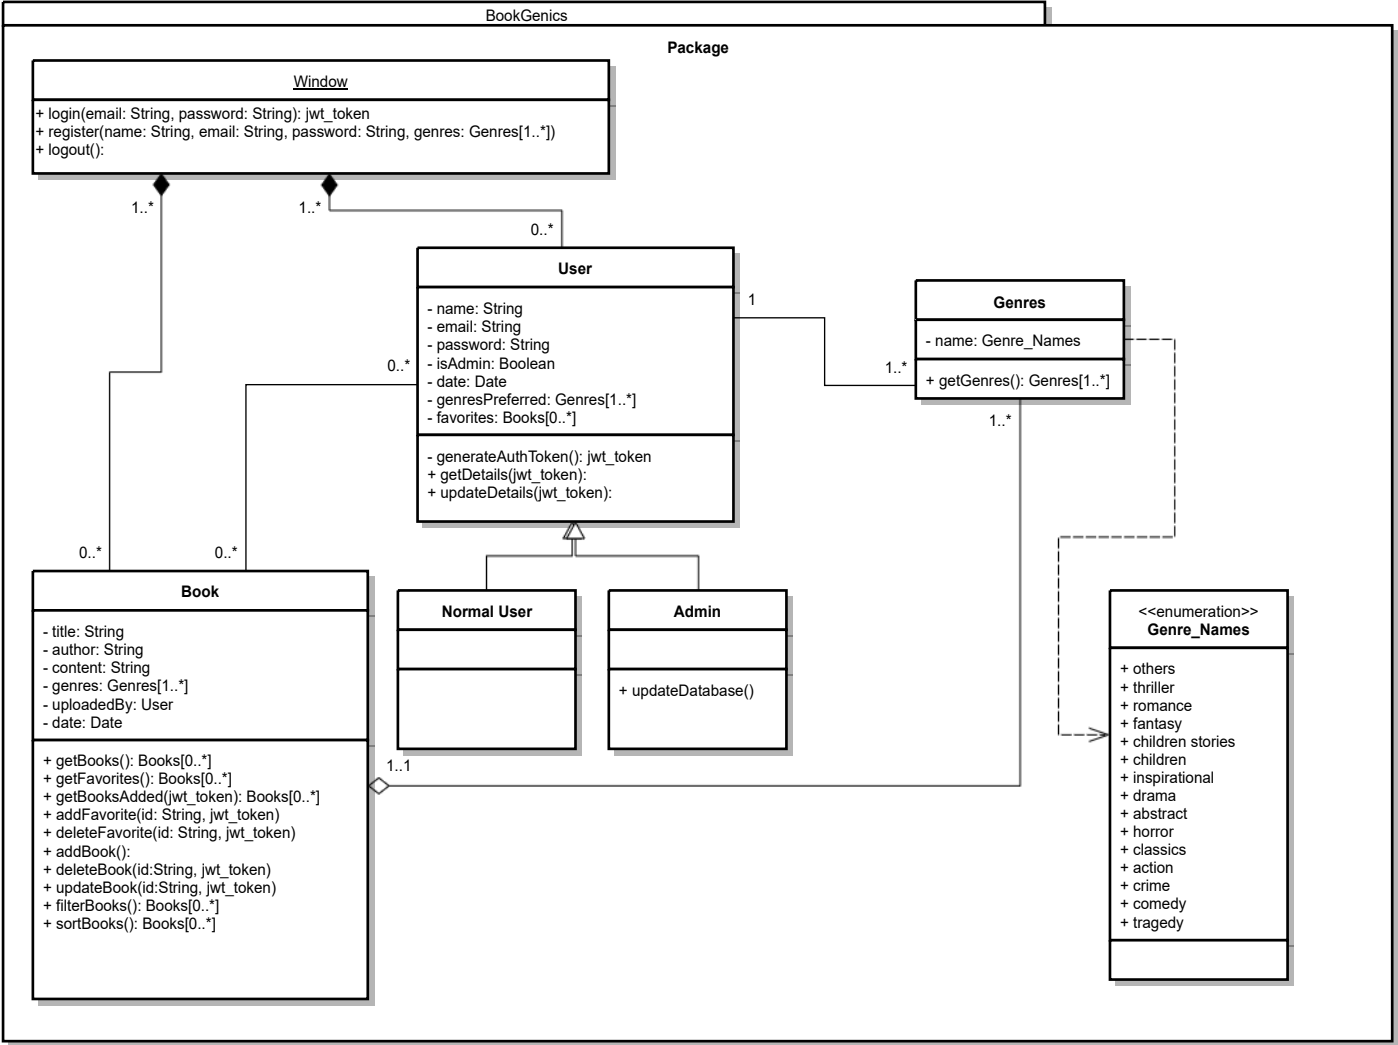 BookGenics
Package
Window
+ login(email: String, password: String): jwt_token
+ register(name: String, email: String, password: String, genres: Genres[1..*])
+ logout():
1..*
1..*
0..*
User
- name: String
- email: String
- password: String
- isAdmin: Boolean
- date: Date
- genresPreferred: Genres[1..*]
- favorites: Books[0..*]
- generateAuthToken(): jwt_token
+ getDetails(jwt_token):
+ updateDetails(jwt_token):
1
1..*
Genres
- name: Genre_Names
+ getGenres(): Genres[1..*]
1..*
0..*
0..*
0..*
Book
- title: String
- author: String
- content: String
- genres: Genres[1..*]
- uploadedBy: User
- date: Date
+ getBooks(): Books[0..*]
+ getFavorites(): Books[0..*]
+ getBooksAdded(jwt_token): Books[0..*]
+ addFavorite(id: String, jwt_token)
+ deleteFavorite(id: String, jwt_token)
+ addBook():
+ deleteBook(id:String, jwt_token)
+ updateBook(id:String, jwt_token)
+ filterBooks(): Books[0..*]
+ sortBooks(): Books[0..*]
1..1
Normal User
Admin
+ updateDatabase()
<<enumeration>>
Genre_Names
+ others
+ thriller
+ romance
+ fantasy
+ children stories
+ children
+ inspirational
+ drama
+ abstract
+ horror
+ classics
+ action
+ crime
+ comedy
+ tragedy